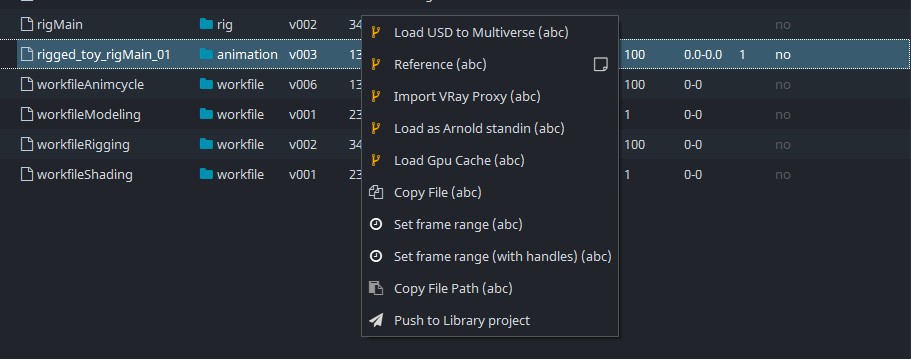 rigMain rig v002 34 no
Load USD to Multiverse (abc)
rigged_toy_rigMain_01 animation v003 13 100 0.0-0.0 1 no
Reference (abc)
workfileAnimcycle workfile v006 13 100 0-0 no
Import VRay Proxy (abc)
workfileModeling workfile v001 23 1 0-0 no
Load as Arnold standin (abc)
workfileRigging workfile v002 34 100 0-0 no
Load Gpu Cache (abc)
workfileShading workfile v001 23 1 0-0 no
Copy File (abc)
Set frame range (abc)
Set frame range (with handles) (abc)
Copy File Path (abc)
Push to Library project